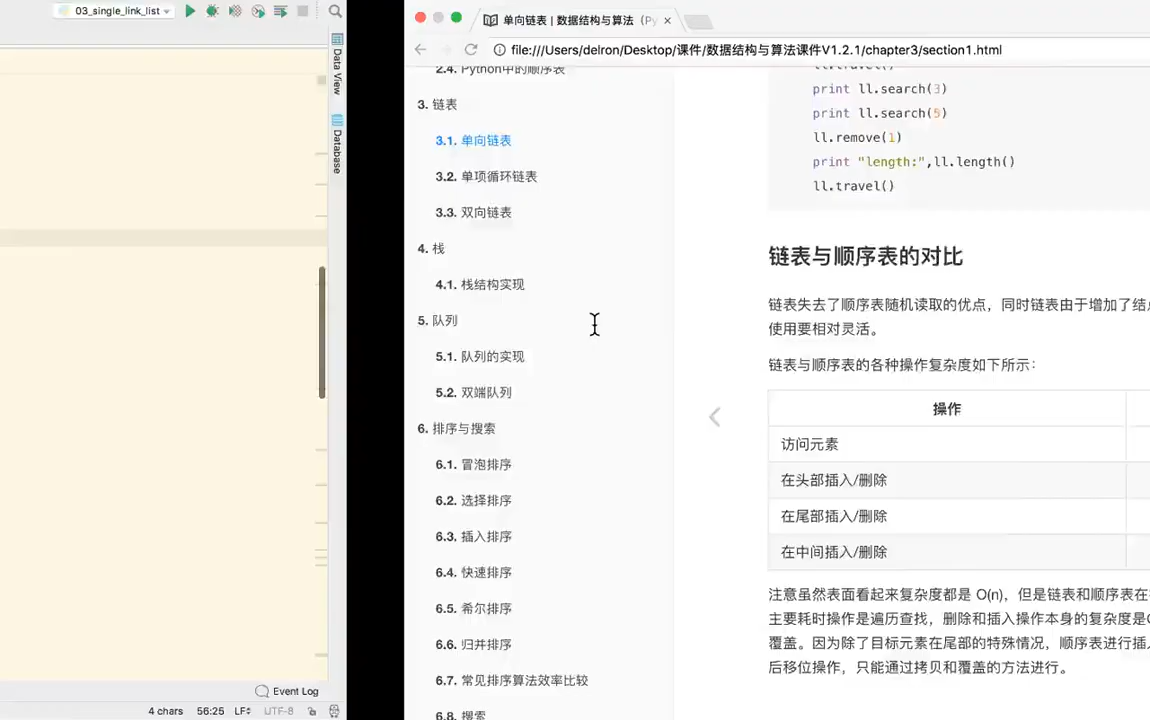 03_single_link_list
Data View
Database
Event Log
4 chars
56:25
LF
UTF-8
单向链表 | 数据结构与算法 (Py
file:///Users/delron/Desktop/课件/数据结构与算法课件V1.2.1/chapter3/section1.html
2.4. Python中的顺序表
3. 链表
3.1. 单向链表
3.2. 单项循环链表
3.3. 双向链表
4. 栈
4.1. 栈结构实现
5. 队列
5.1. 队列的实现
5.2. 双端队列
6. 排序与搜索
6.1. 冒泡排序
6.2. 选择排序
6.3. 插入排序
6.4. 快速排序
6.5. 希尔排序
6.6. 归并排序
6.7. 常见排序算法效率比较
6.8. 搜索
ll.travel()
print ll.search(3)
print ll.search(5)
ll.remove(1)
print "length:",ll.length()
ll.travel()
链表与顺序表的对比
链表失去了顺序表随机读取的优点，同时链表由于增加了结
使用要相对灵活。
链表与顺序表的各种操作复杂度如下所示：
操作
访问元素
在头部插入/删除
在尾部插入/删除
在中间插入/删除
注意虽然表面看起来复杂度都是 O(n)，但是链表和顺序表在
主要耗时操作是遍历查找，删除和插入操作本身的复杂度是
覆盖。因为除了目标元素在尾部的特殊情况，顺序表进行插
后移位操作，只能通过拷贝和覆盖的方法进行。